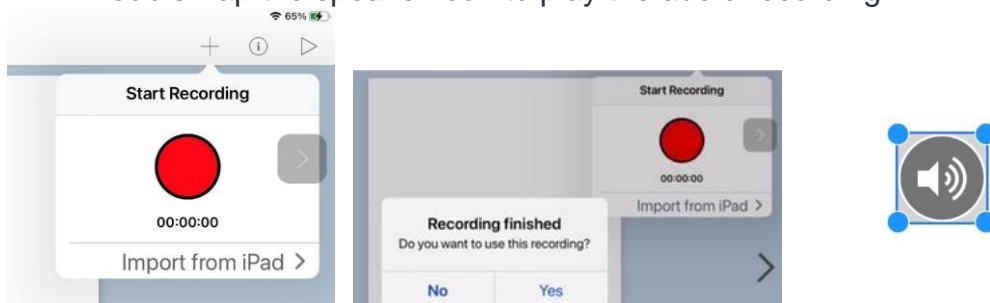 65%
Start Recording
00:00:00
Import from iPad >
Start Recording
00:00:00
Import from iPad >
Recording finished
Do you want to use this recording?
No Yes